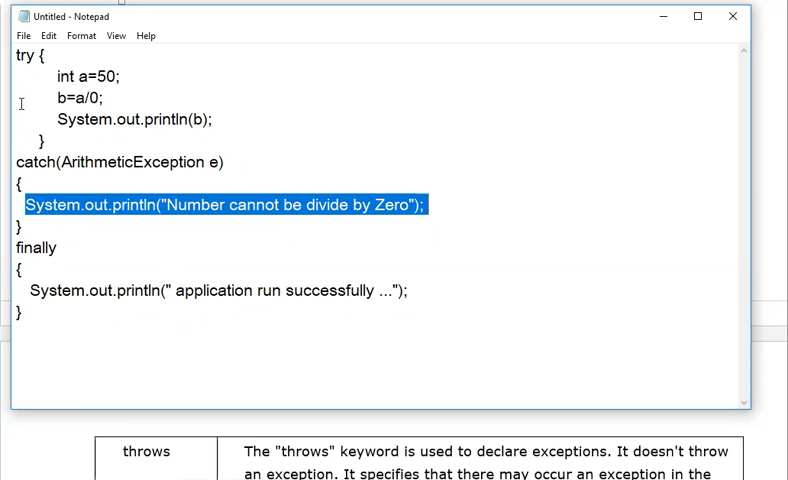 Untitled - Notepad
File Edit Format View Help
try {
int a=50;
b=a/0;
System.out.println(b);
}
catch(ArithmeticException e)
{
System.out.println("Number cannot be divide by Zero");
}
finally
{
System.out.println(" application run successfully ...");
}
throws The "throws" keyword is used to declare exceptions. It doesn't throw
an exception. It specifies that there may occur an exception in the